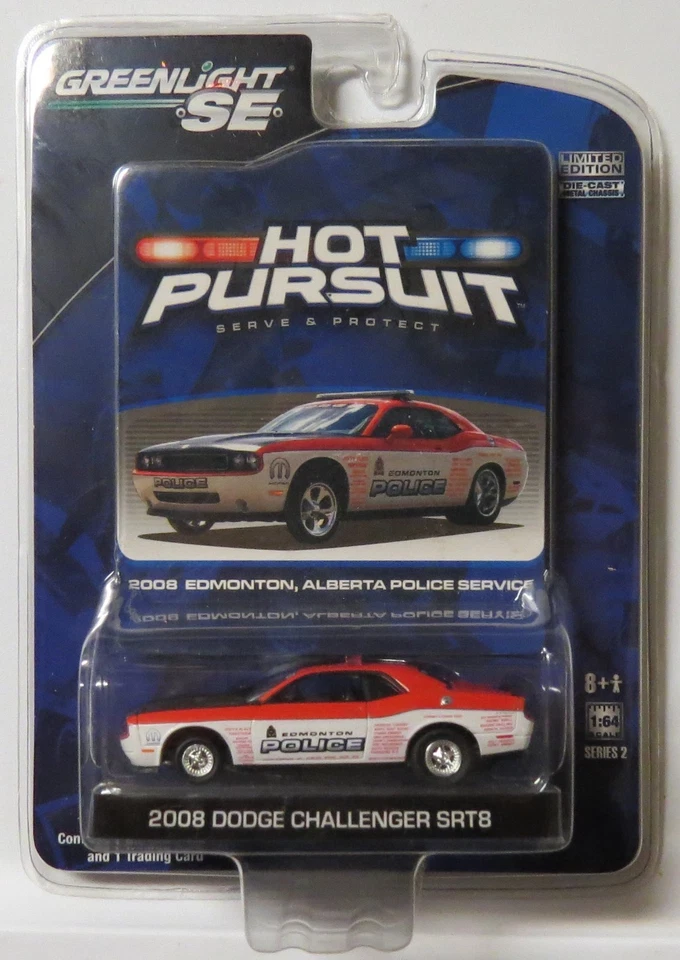 GREENLIGHT
SE
LIMITED
EDITION
DIE-CAST
METAL CHASSIS
HOT
PURSUIT
SERVE & PROTECT
EDMONTON
POLICE
POLICE
2008 EDMONTON, ALBERTA POLICE SERVICE
8+
1:64
SCALE
SERIES 2
EDMONTON
POLICE
2008 DODGE CHALLENGER SRT8
and 1 Trading Card